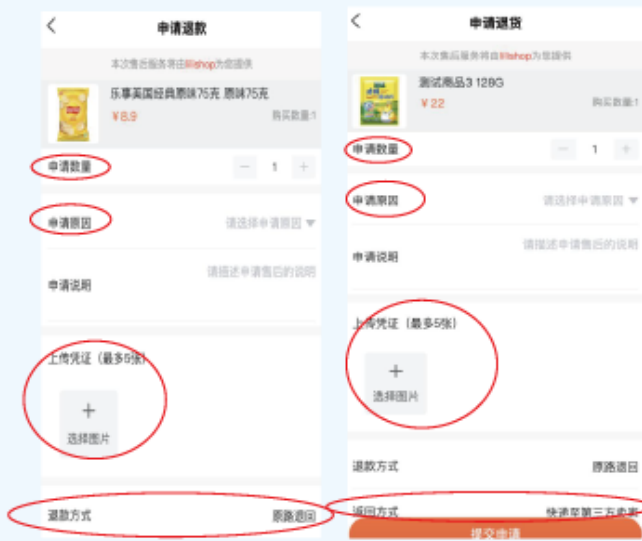 申请退款
本次售后服务将由lilishop为您提供
乐事美国经典原味75克 原味75克
¥8.9
购买数量:1
申请数量
1
申请原因
请选择申请原因
申请说明
请描述申请售后的说明
上传凭证（最多5张）
选择图片
退款方式
原路退回
申请退货
本次售后服务将由lilishop为您提供
测试商品3 128G
¥22
购买数量:1
申请数量
1
申请原因
请选择申请原因
申请说明
请描述申请售后的说明
上传凭证（最多5张）
选择图片
退款方式
原路退回
返回方式
快递至第三方卖家
提交申请